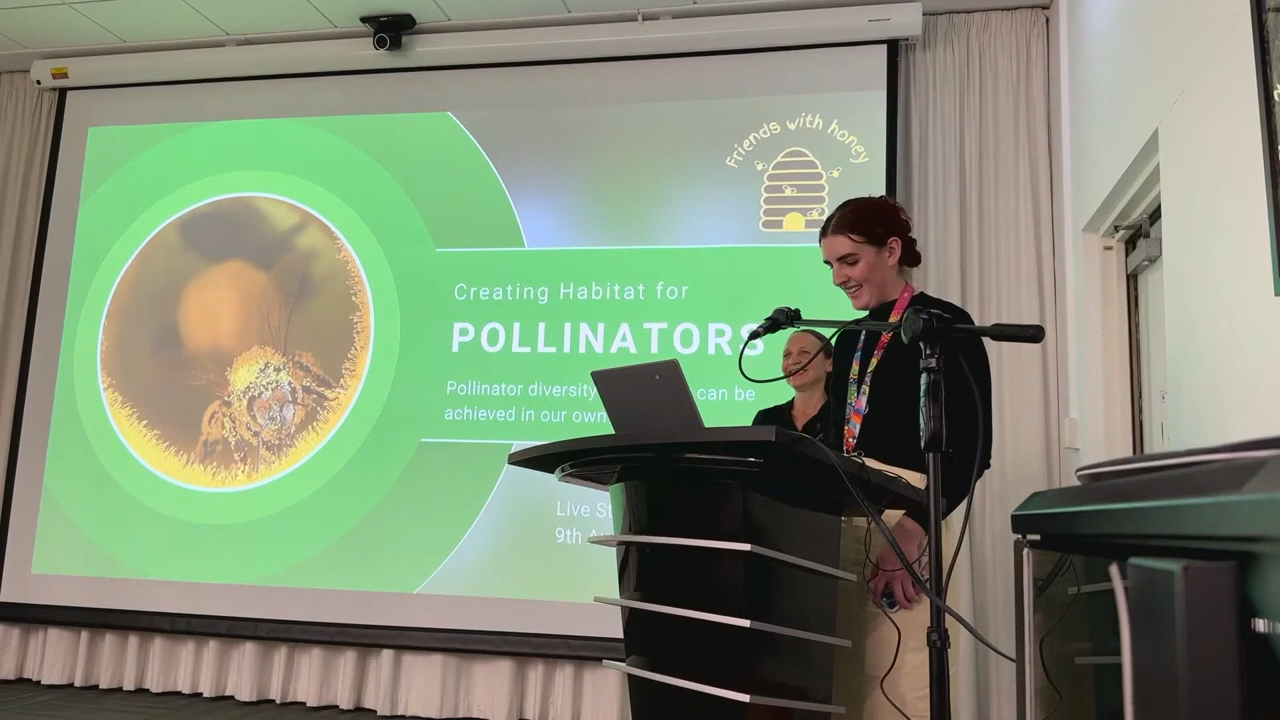 Friends with honey
Creating Habitat for
POLLINATORS
Pollinator diversity can be
achieved in our own
Live St
9th A